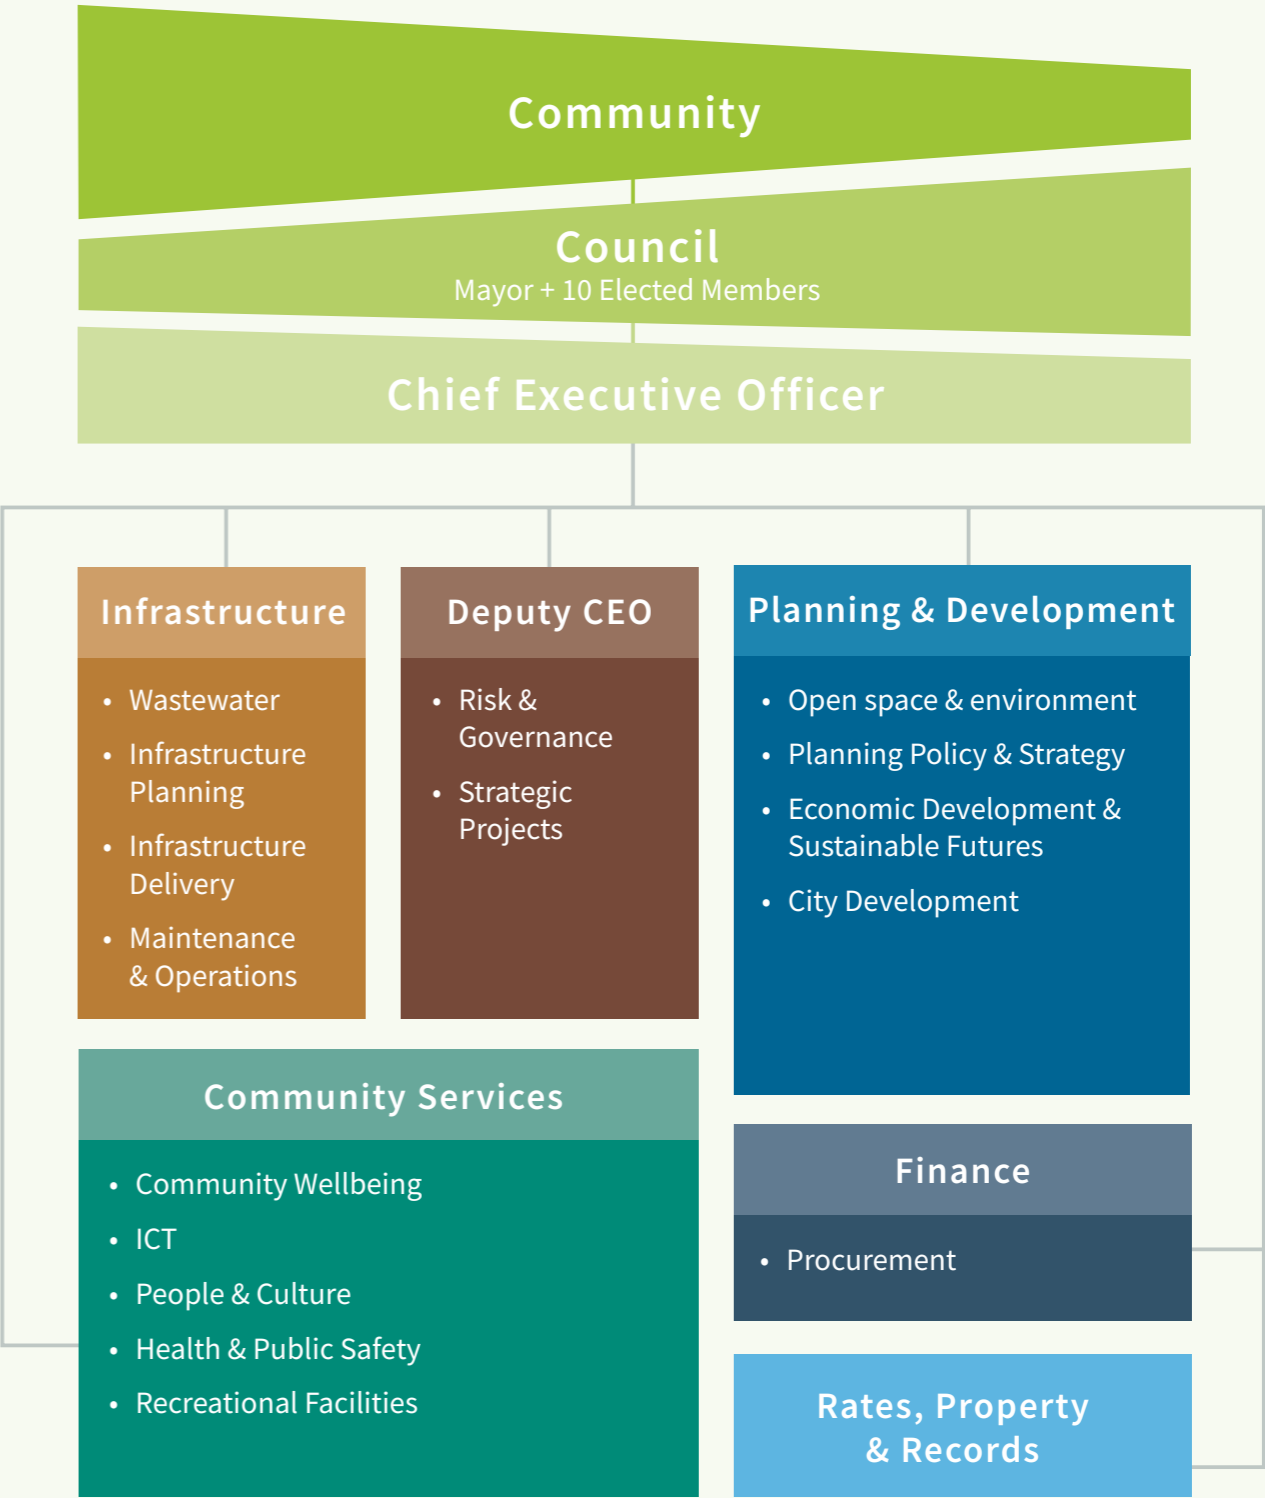 Community
Council
Mayor + 10 Elected Members
Chief Executive Officer
Infrastructure
• Wastewater
• Infrastructure
Planning
• Infrastructure
Delivery
• Maintenance
& Operations
Deputy CEO
• Risk &
Governance
• Strategic
Projects
Planning & Development
• Open space & environment
• Planning Policy & Strategy
• Economic Development &
Sustainable Futures
• City Development
Community Services
• Community Wellbeing
• ICT
• People & Culture
• Health & Public Safety
• Recreational Facilities
Finance
• Procurement
Rates, Property
& Records